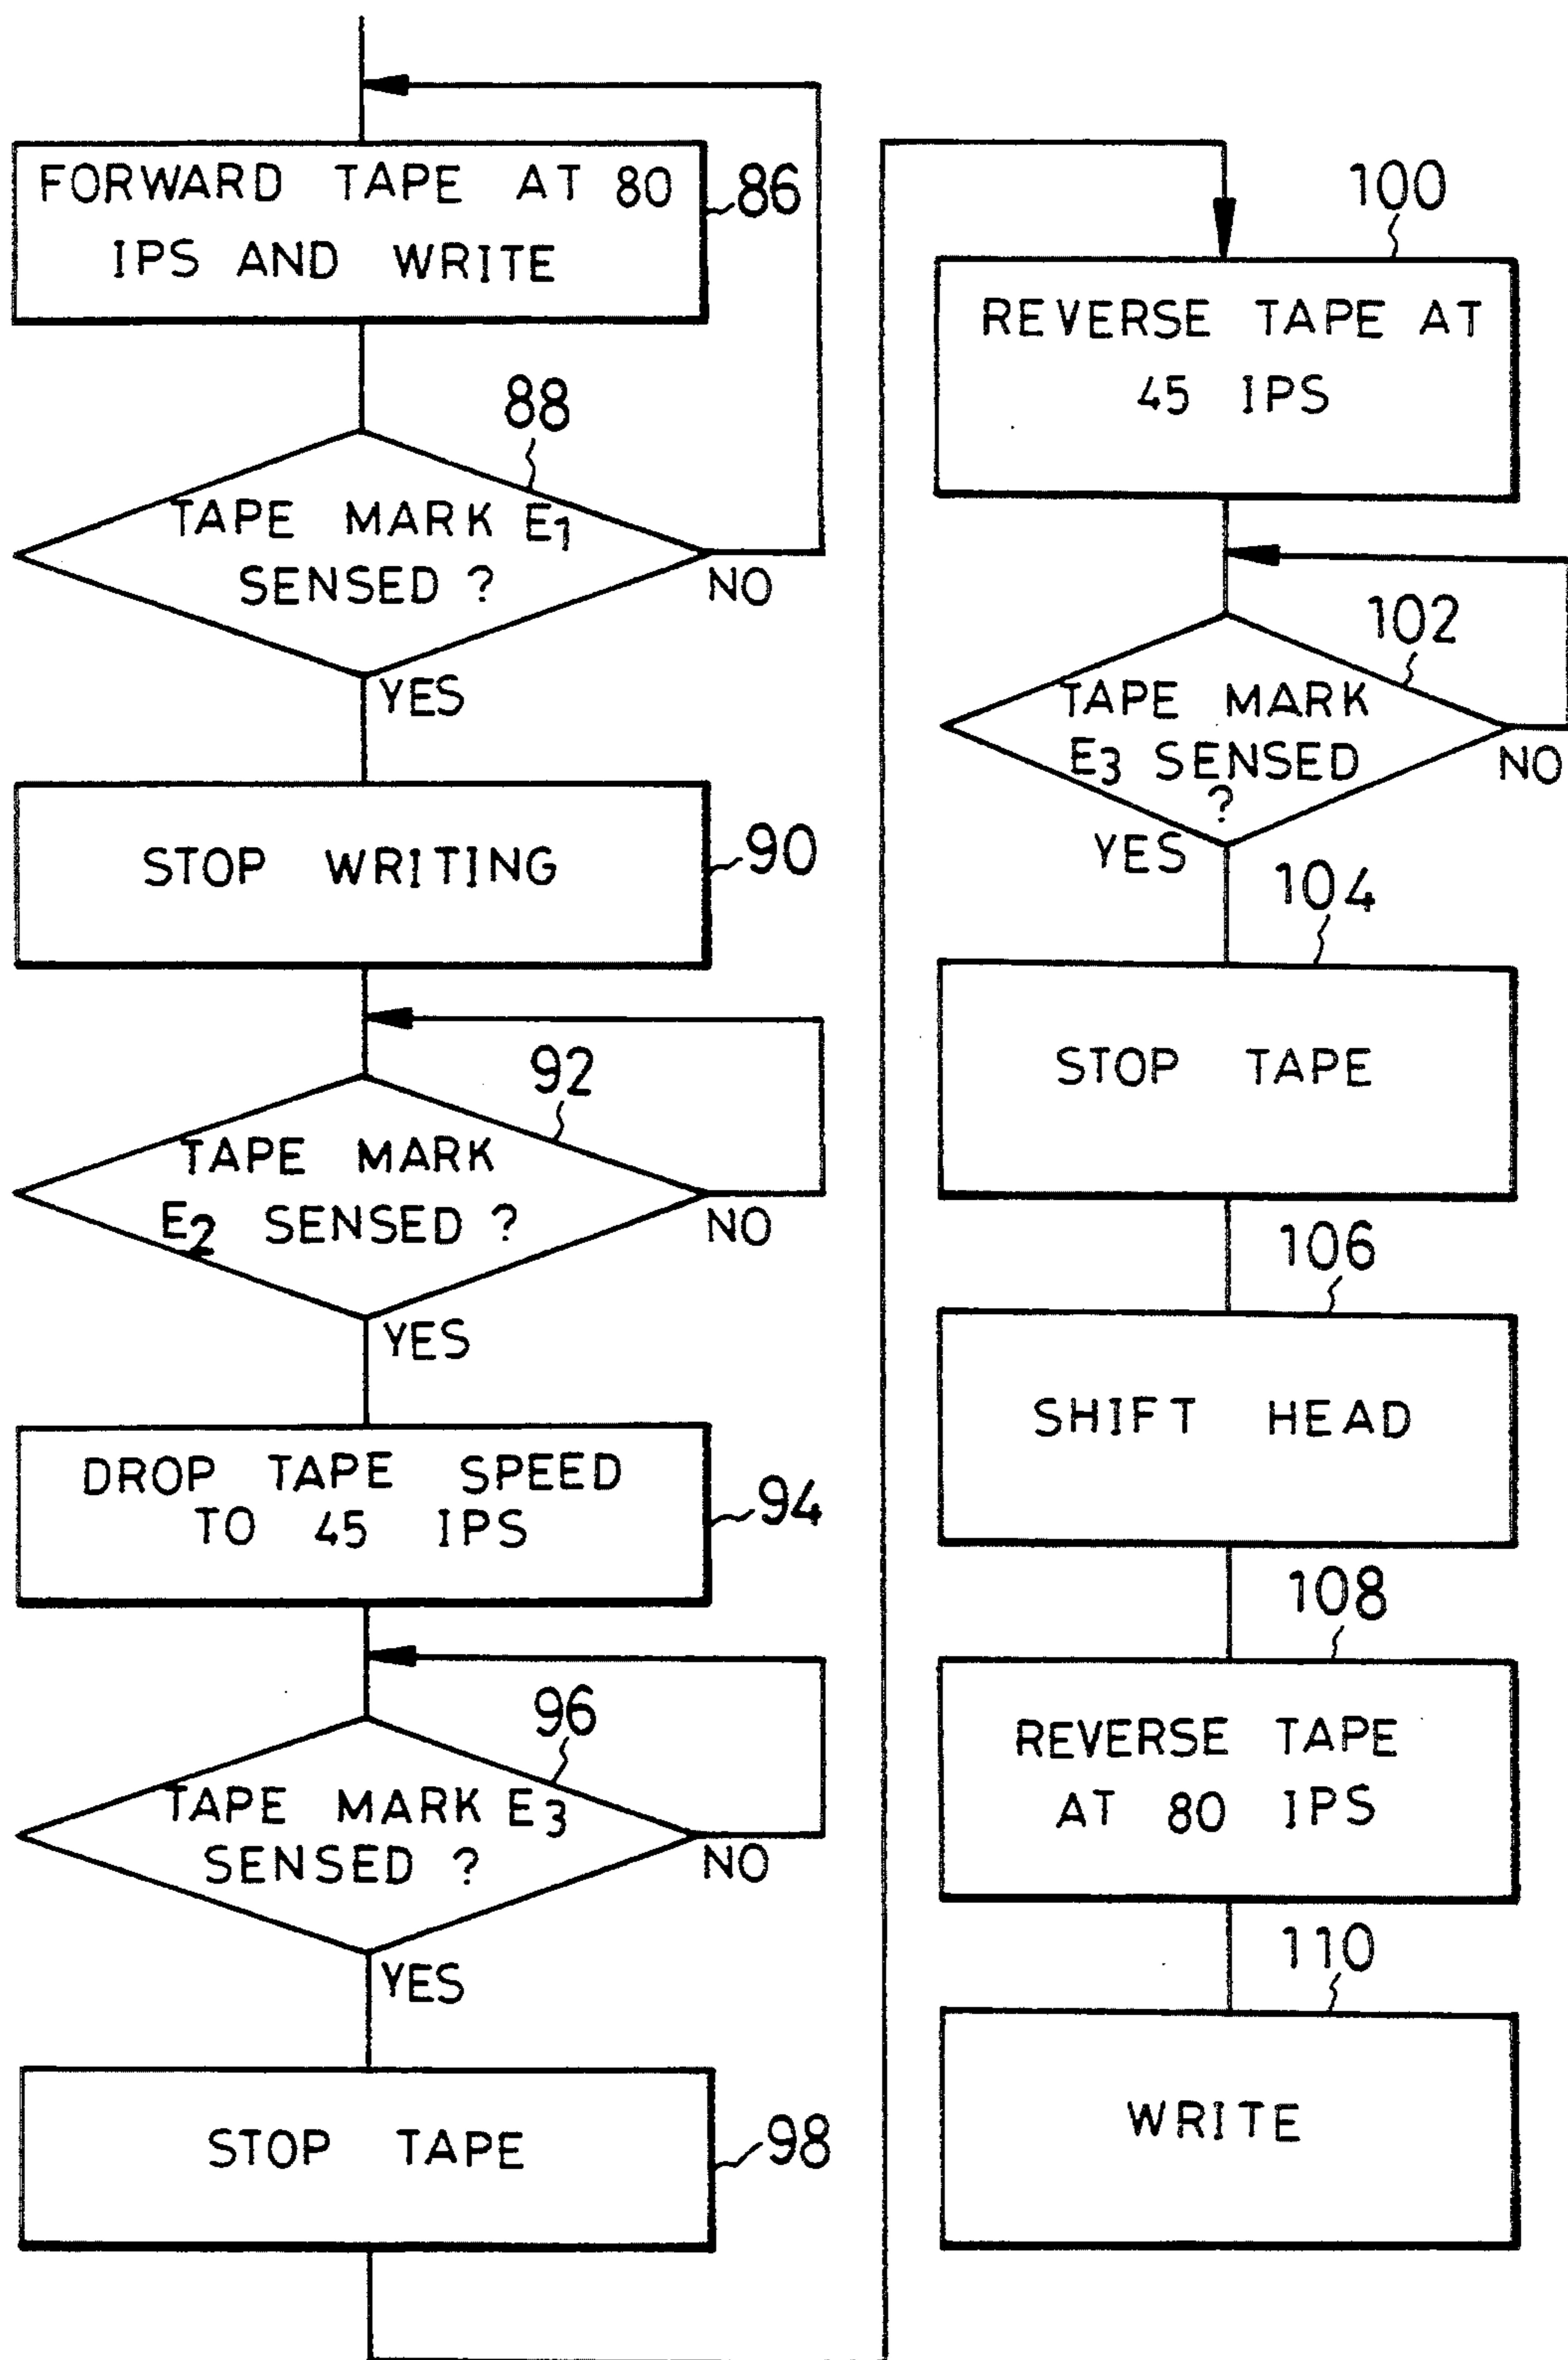 FORWARD TAPE AT 80
IPS AND WRITE
86
88
TAPE MARK E1
SENSED ?
NO
YES
STOP WRITING
90
92
TAPE MARK
E2 SENSED ?
NO
YES
DROP TAPE SPEED
TO 45 IPS
94
96
TAPE MARK E3
SENSED ?
NO
YES
STOP TAPE
98
100
REVERSE TAPE AT
45 IPS
102
TAPE MARK
E3 SENSED
?
NO
YES
104
STOP TAPE
106
SHIFT HEAD
108
REVERSE TAPE
AT 80 IPS
110
WRITE